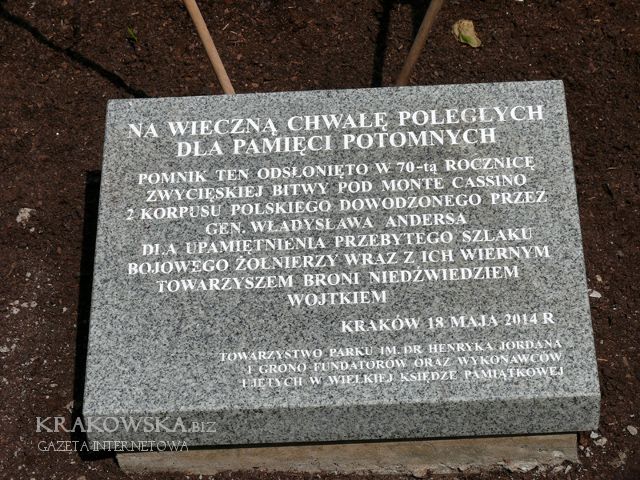 NA WIECZNĄ CHWAŁĘ POLEGŁYCH
DLA PAMIĘCI POTOMNYCH
POMNIK TEN ODSŁONIĘTO W 70-tą ROCZNICĘ
ZWYCIĘSKIEJ BITWY POD MONTE CASSINO
2 KORPUSU POLSKIEGO DOWODZONEGO PRZEZ
GEN. WŁADYSŁAWA ANDERSA
DLA UPAMIĘTNIENIA PRZEBYTEGO SZLAKU
BOJOWEGO ŻOŁNIERZY WRAZ Z ICH WIERNYM
TOWARZYSZEM BRONI NIEDŹWIEDZIEM
WOJTKIEM
KRAKÓW 18 MAJA 2014 R
TOWARZYSTWO PARKU IM. DR HENRYKA JORDANA
I GRONO FUNDATORÓW ORAZ WYKONAWCÓW
UJĘTYCH W WIELKIEJ KSIĘDZE PAMIĄTKOWEJ
KRAKOWSKA.BIZ
GAZETA INTERNETOWA